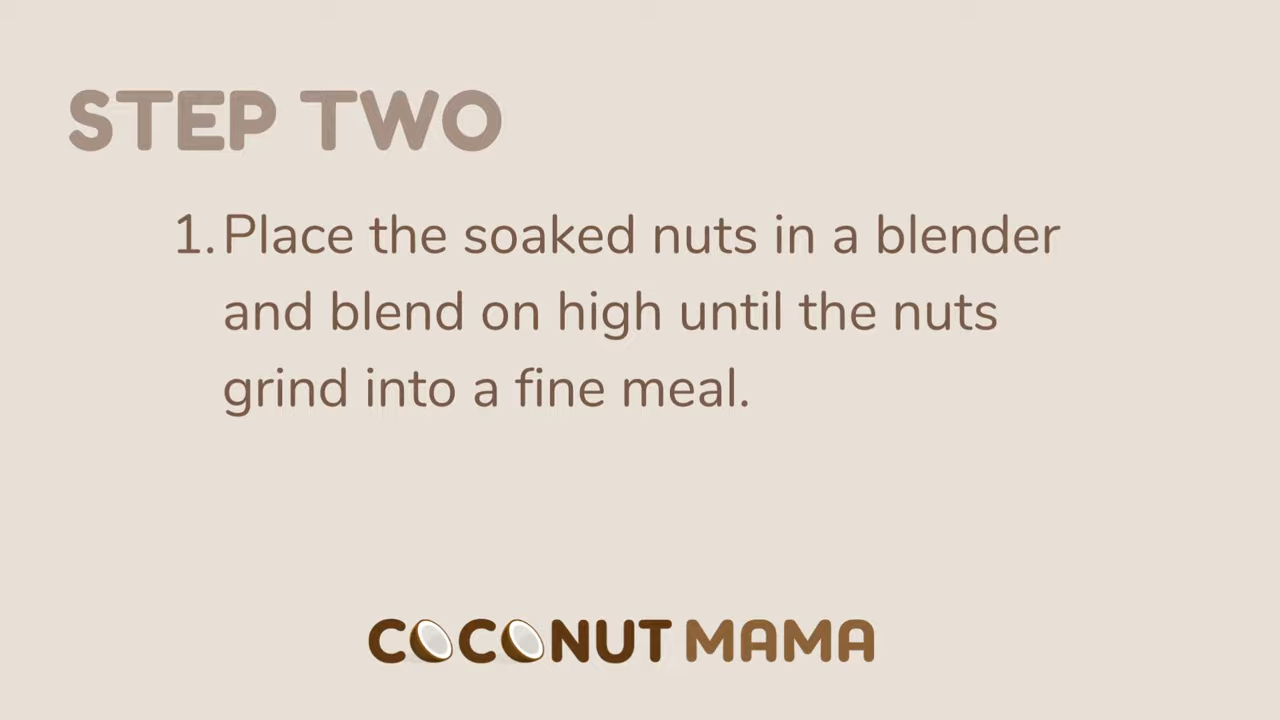 STEP TWO
1. Place the soaked nuts in a blender
and blend on high until the nuts
grind into a fine meal.
COCONUT MAMA